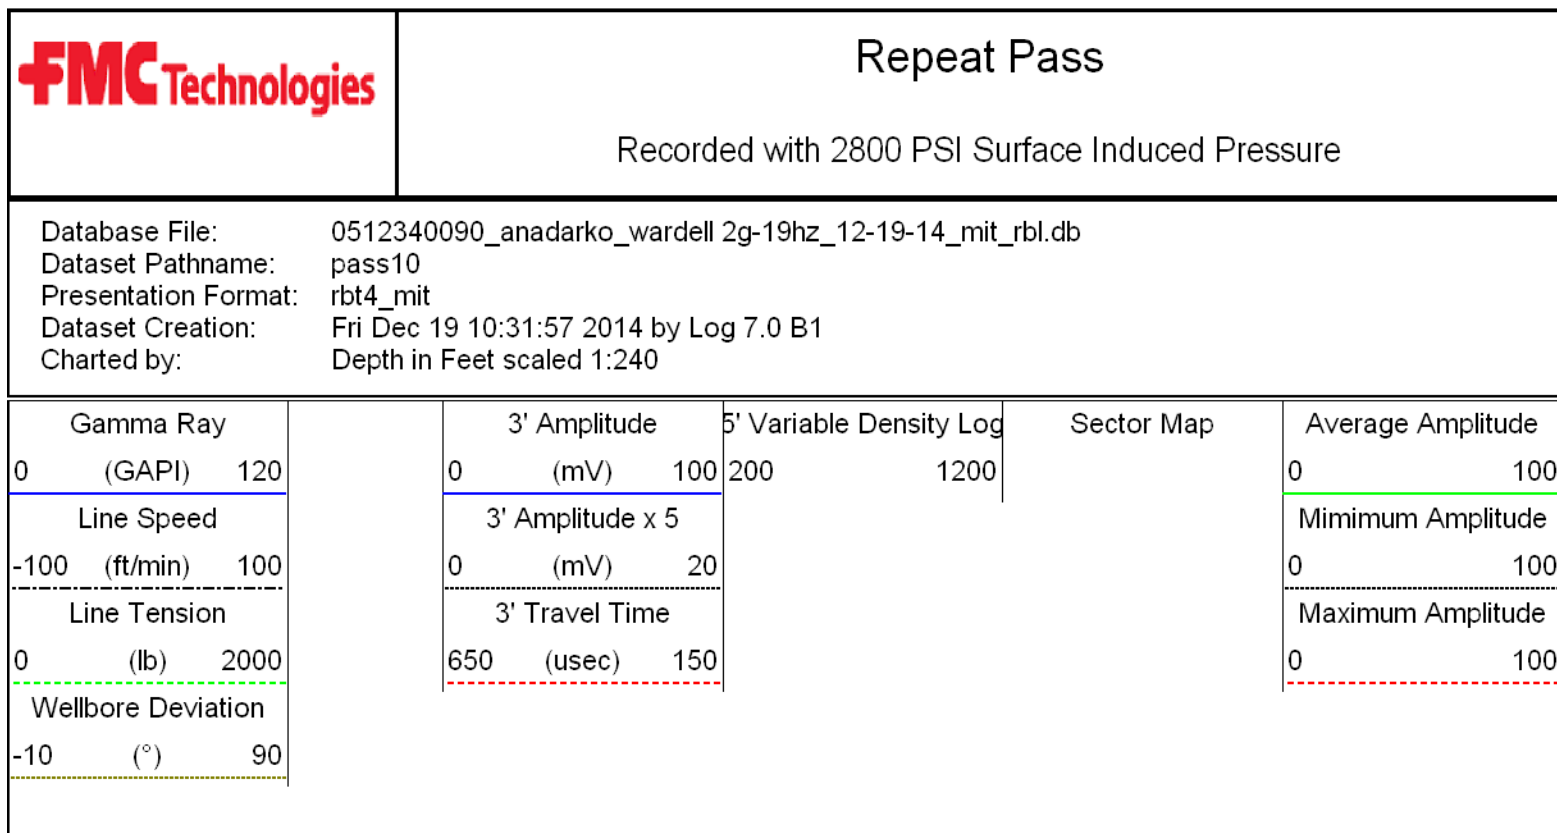 FMC Technologies
Repeat Pass
Recorded with 2800 PSI Surface Induced Pressure
Database File: 0512340090_anadarko_wardell 2g-19hz_12-19-14_mit_rbl.db
Dataset Pathname: pass10
Presentation Format: rbt4_mit
Dataset Creation: Fri Dec 19 10:31:57 2014 by Log 7.0 B1
Charted by: Depth in Feet scaled 1:240
Gamma Ray 3' Amplitude 5' Variable Density Log Sector Map Average Amplitude
0 (GAPI) 120 0 (mV) 100 200 1200 0 100
Line Speed 3' Amplitude x 5 Mimimum Amplitude
-100 (ft/min) 100 0 (mV) 20 0 100
Line Tension 3' Travel Time Maximum Amplitude
0 (lb) 2000 650 (usec) 150 0 100
Wellbore Deviation
-10 (°) 90